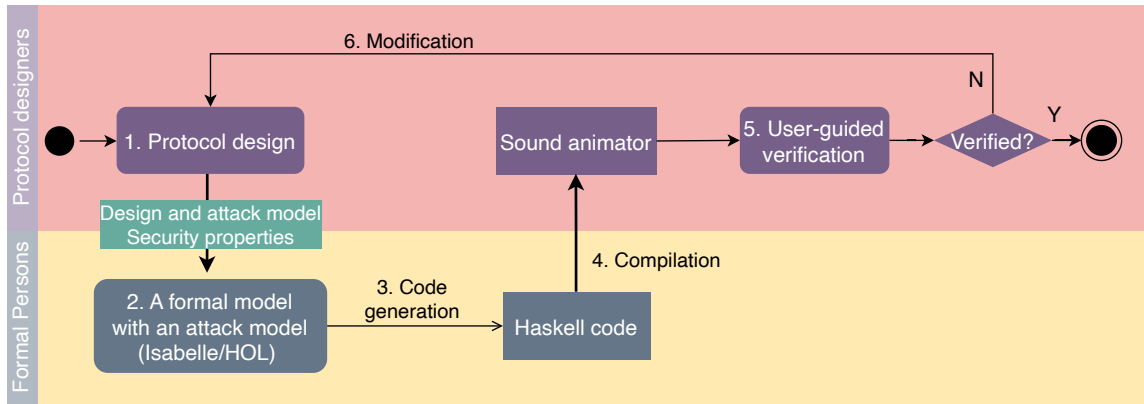 Protocol designers
6. Modification
N
Y
1. Protocol design
Sound animator
5. User-guided
verification
Verified?
Design and attack model
Security properties
Formal Persons
4. Compilation
2. A formal model
with an attack model
(Isabelle/HOL)
3. Code
generation
Haskell code